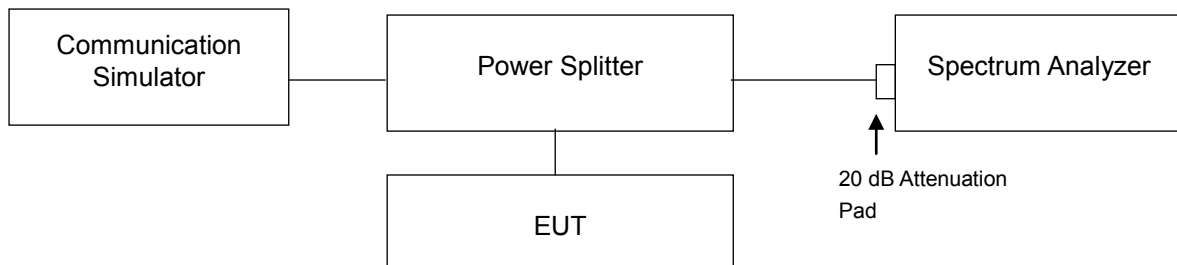 Communication
Simulator
Power Splitter
Spectrum Analyzer
20 dB Attenuation
Pad
EUT